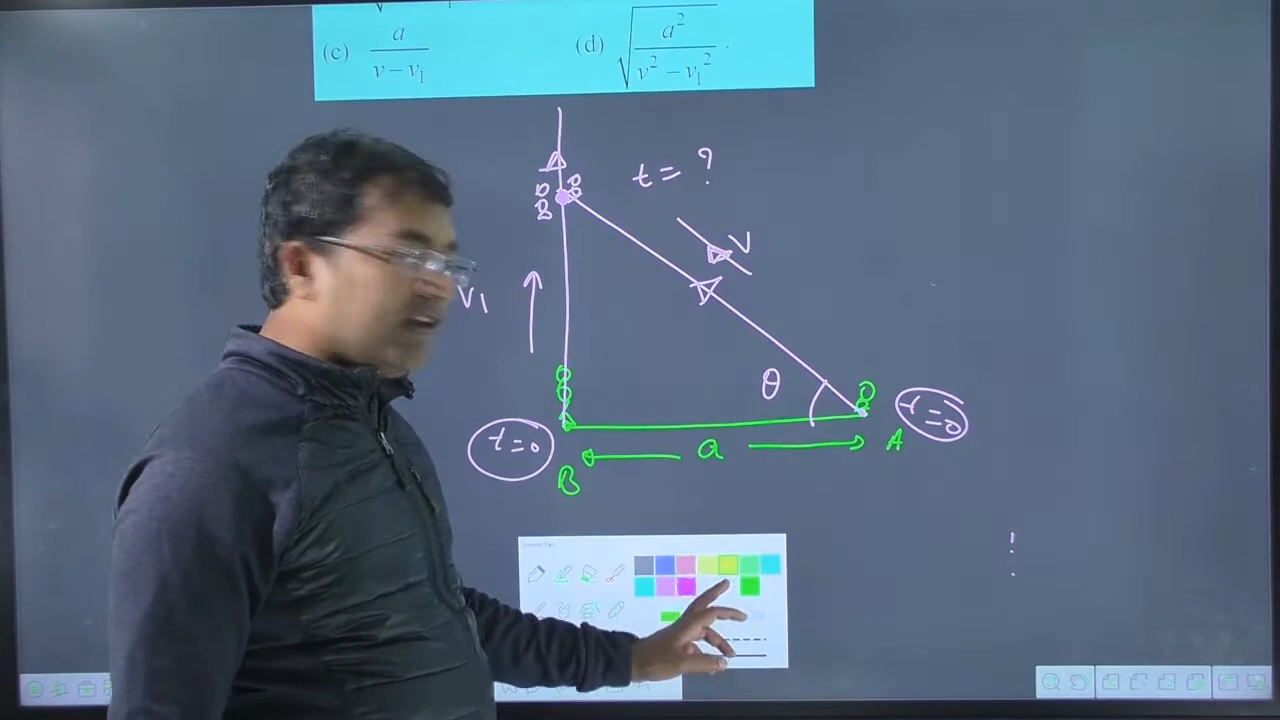 (c) a / v − v₁ (d) √(a² / v² − v₁²) .
t = ?
V
V1
θ
t=0
t=0
a
A
B